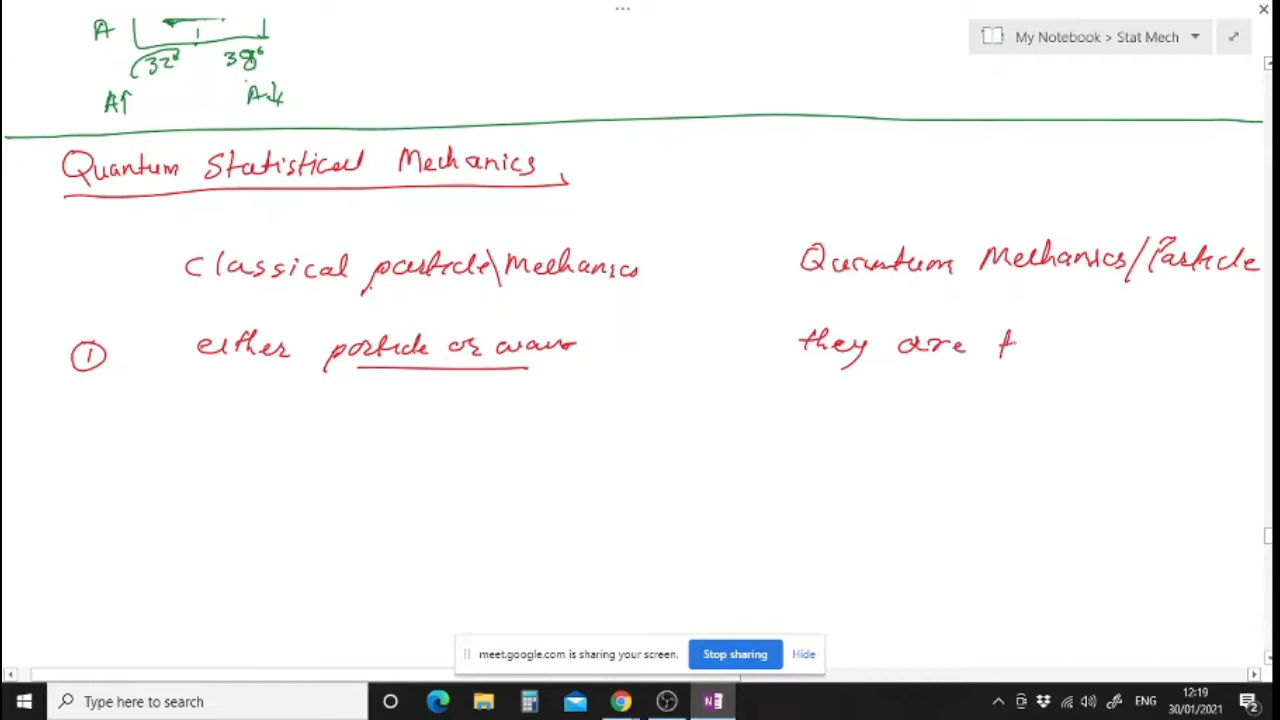 My Notebook > Stat Mech
A
32°
38°
A↑
A↓
Quantum Statistical Mechanics
Classical particle\Mechanics
Quantum Mechanics/Particle
① either particle or wave
they are t
meet.google.com is sharing your screen.
Stop sharing
Hide
Type here to search
ENG
12:19
30/01/2021
2